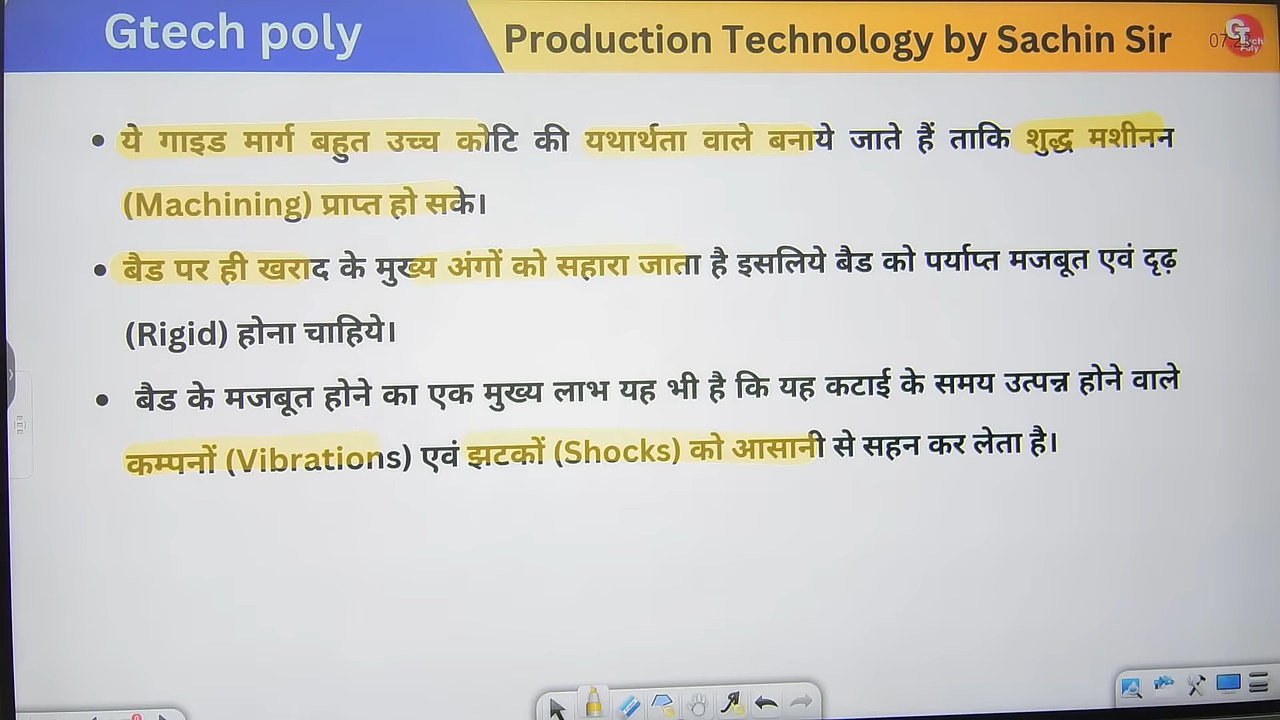 Gtech poly
Production Technology by Sachin Sir
• ये गाइड मार्ग बहुत उच्च कोटि की यथार्थता वाले बनाये जाते हैं ताकि शुद्ध मशीनन
(Machining) प्राप्त हो सके।
• बैड पर ही खराद के मुख्य अंगों को सहारा जाता है इसलिये बैड को पर्याप्त मजबूत एवं दृढ़
(Rigid) होना चाहिये।
• बैड के मजबूत होने का एक मुख्य लाभ यह भी है कि यह कटाई के समय उत्पन्न होने वाले
कम्पनों (Vibrations) एवं झटकों (Shocks) को आसानी से सहन कर लेता है।